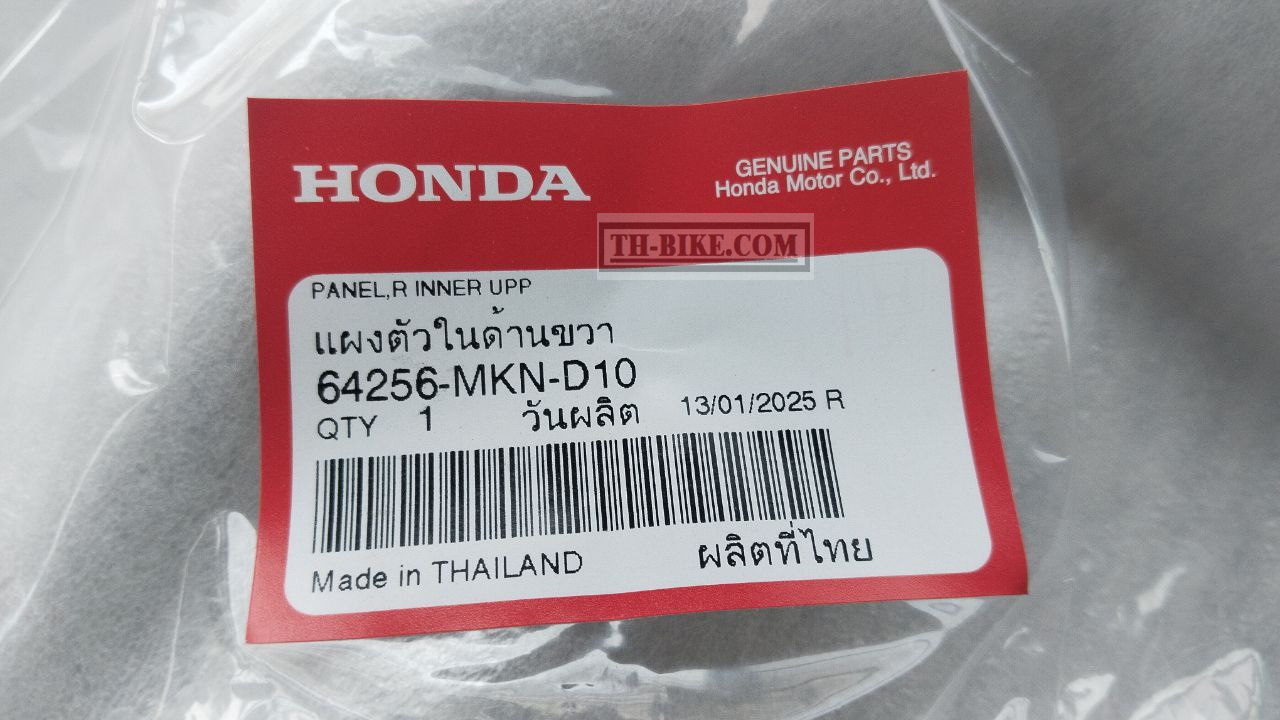 HONDA
GENUINE PARTS
Honda Motor Co., Ltd.
TH-BIKE.COM
PANEL,R INNER UPP
แผงตัวในด้านขวา
64256-MKN-D10
QTY 1 วันผลิต 13/01/2025 R
Made in THAILAND ผลิตที่ไทย